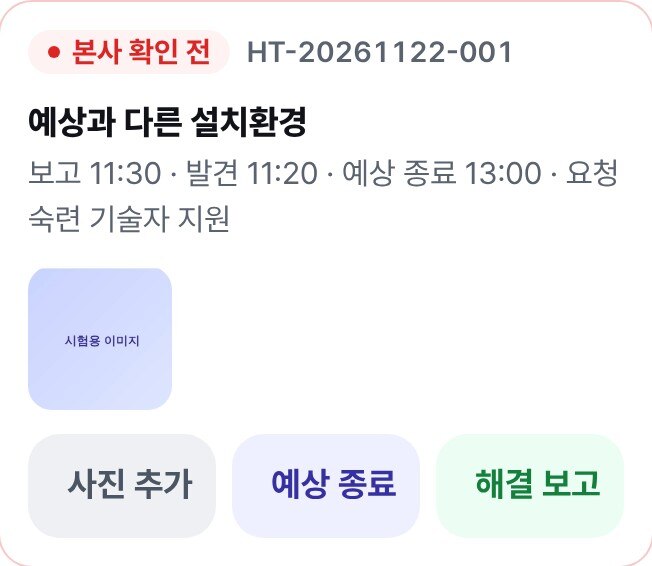 본사 확인 전 HT-20261122-001
예상과 다른 설치환경
보고 11:30 · 발견 11:20 · 예상 종료 13:00 · 요청
숙련 기술자 지원
시험용 이미지
사진 추가 예상 종료 해결 보고